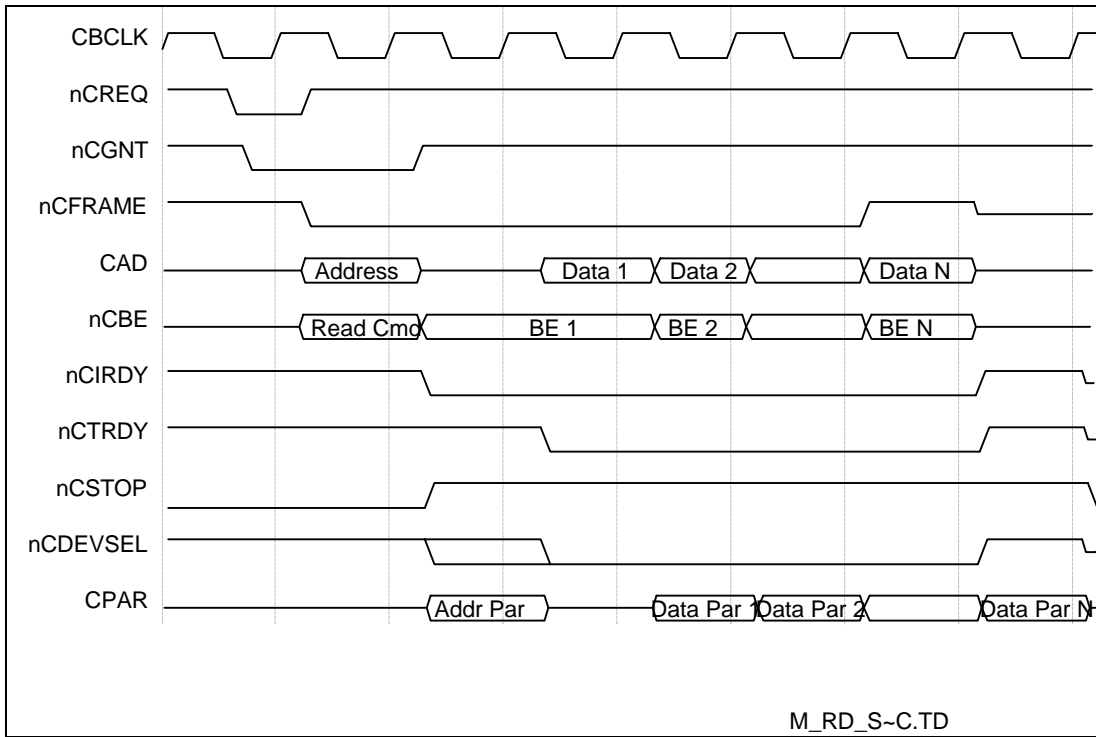 CBCLK
nCREQ
nCGNT
nCFRAME
CAD Address Data 1 Data 2 Data N
nCBE Read Cmd BE 1 BE 2 BE N
nCIRDY
nCTRDY
nCSTOP
nCDEVSEL
CPAR Addr Par Data Par 1 Data Par 2 Data Par N
M_RD_S~C.TD